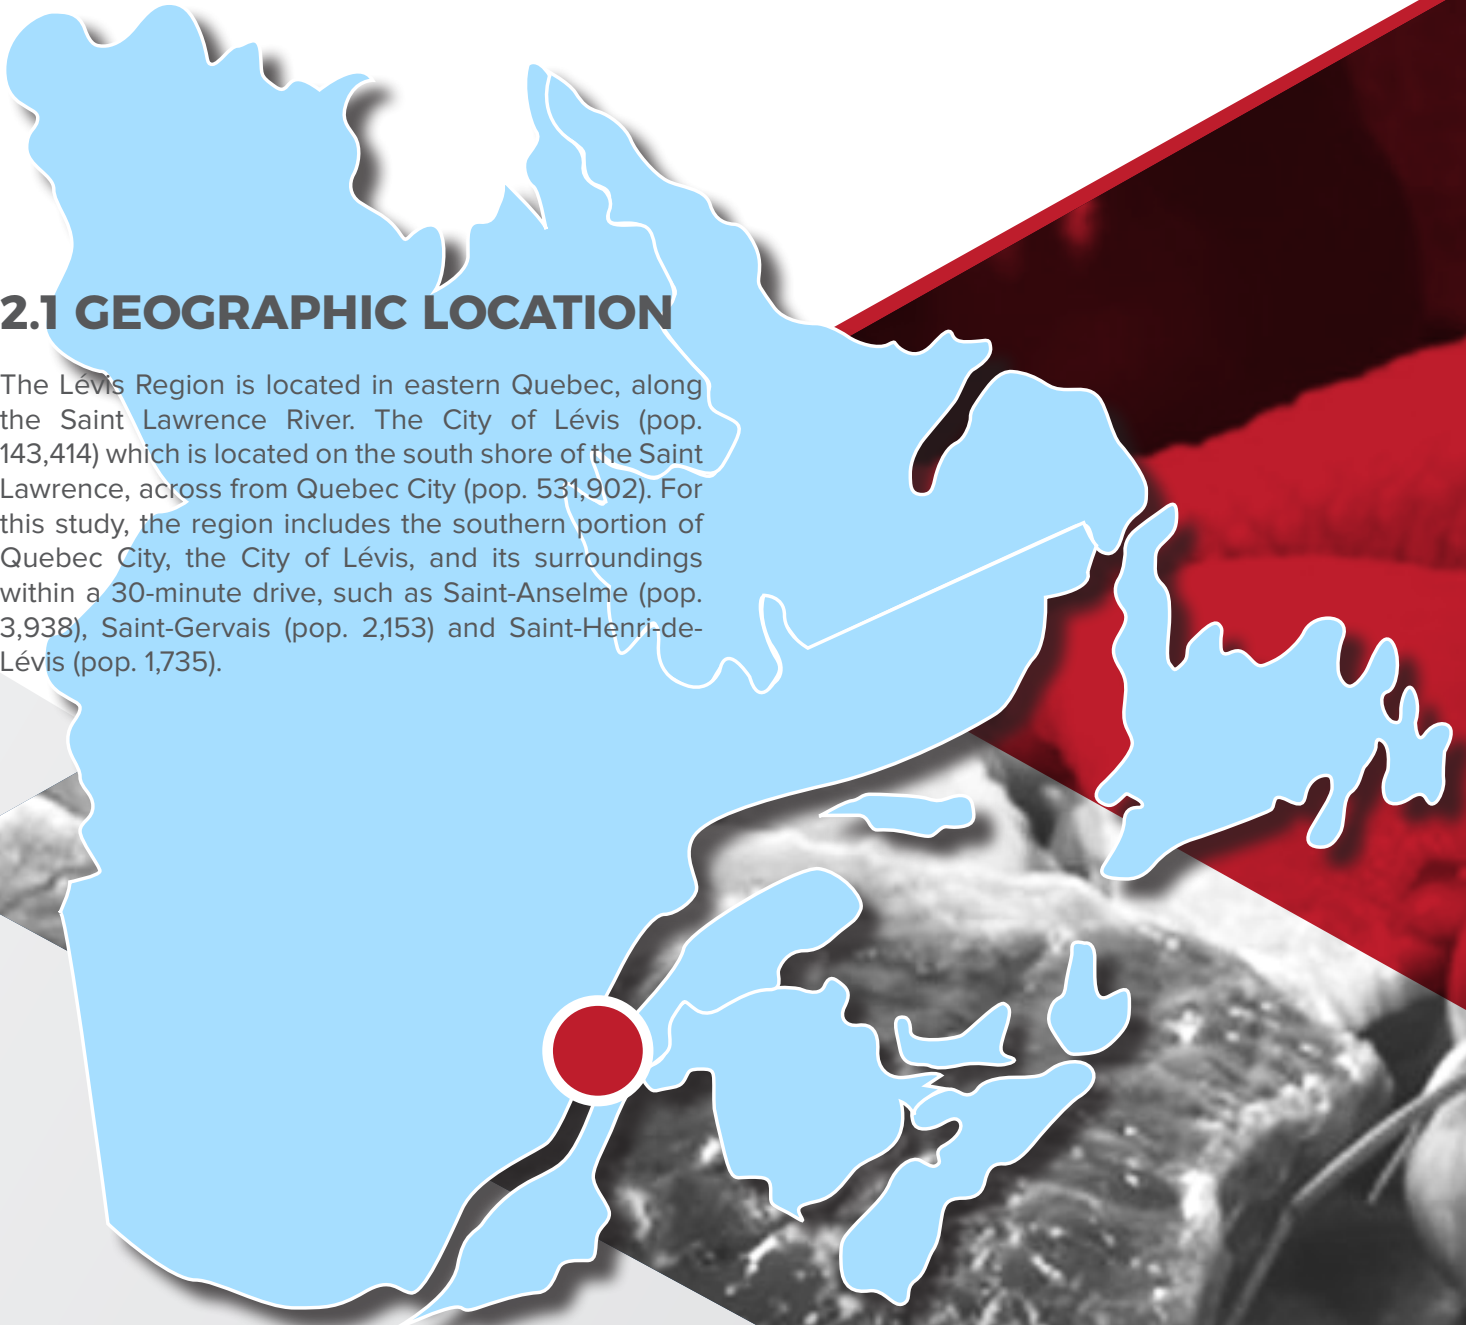 2.1 GEOGRAPHIC LOCATION
The Lévis Region is located in eastern Quebec, along
the Saint Lawrence River. The City of Lévis (pop.
143,414) which is located on the south shore of the Saint
Lawrence, across from Quebec City (pop. 531,902). For
this study, the region includes the southern portion of
Quebec City, the City of Lévis, and its surroundings
within a 30-minute drive, such as Saint-Anselme (pop.
3,938), Saint-Gervais (pop. 2,153) and Saint-Henri-de-
Lévis (pop. 1,735).